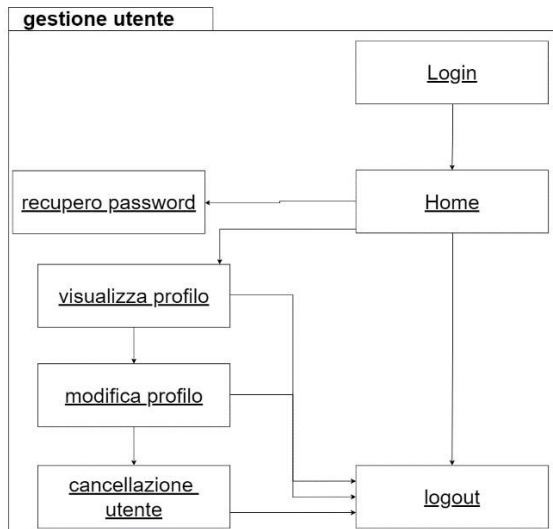 gestione utente
Login
recupero password
Home
visualizza profilo
modifica profilo
cancellazione
utente
logout